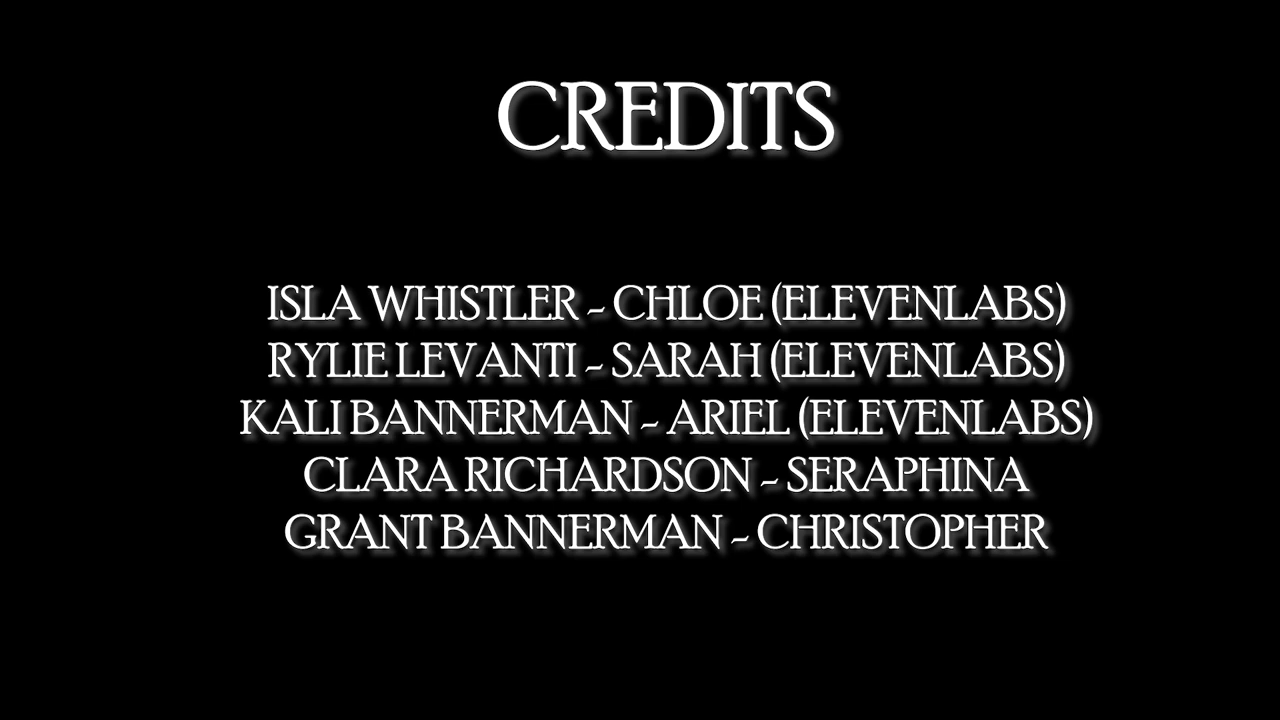 CREDITS
ISLA WHISTLER - CHLOE (ELEVENLABS)
RYLIE LEVANTI - SARAH (ELEVENLABS)
KALI BANNERMAN - ARIEL (ELEVENLABS)
CLARA RICHARDSON - SERAPHINA
GRANT BANNERMAN - CHRISTOPHER